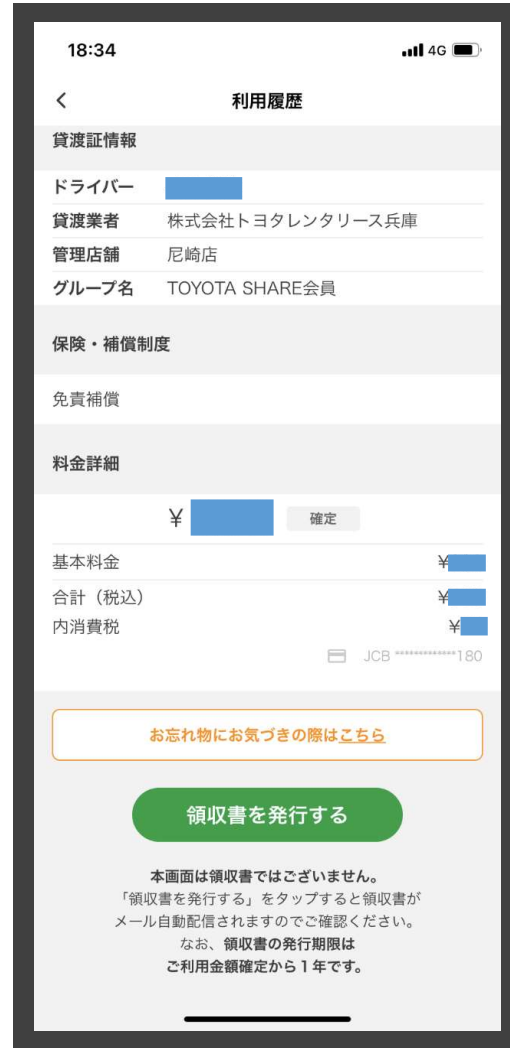 18:34
4G
利用履歴
貸渡証情報
ドライバー
貸渡業者 株式会社トヨタレンタリース兵庫
管理店舗 尼崎店
グループ名 TOYOTA SHARE会員
保険・補償制度
免責補償
料金詳細
¥ 確定
基本料金 ¥
合計（税込） ¥
内消費税 ¥
JCB *************180
お忘れ物にお気づきの際はこちら
領収書を発行する
本画面は領収書ではございません。
「領収書を発行する」をタップすると領収書が
メール自動配信されますのでご確認ください。
なお、領収書の発行期限は
ご利用金額確定から1年です。